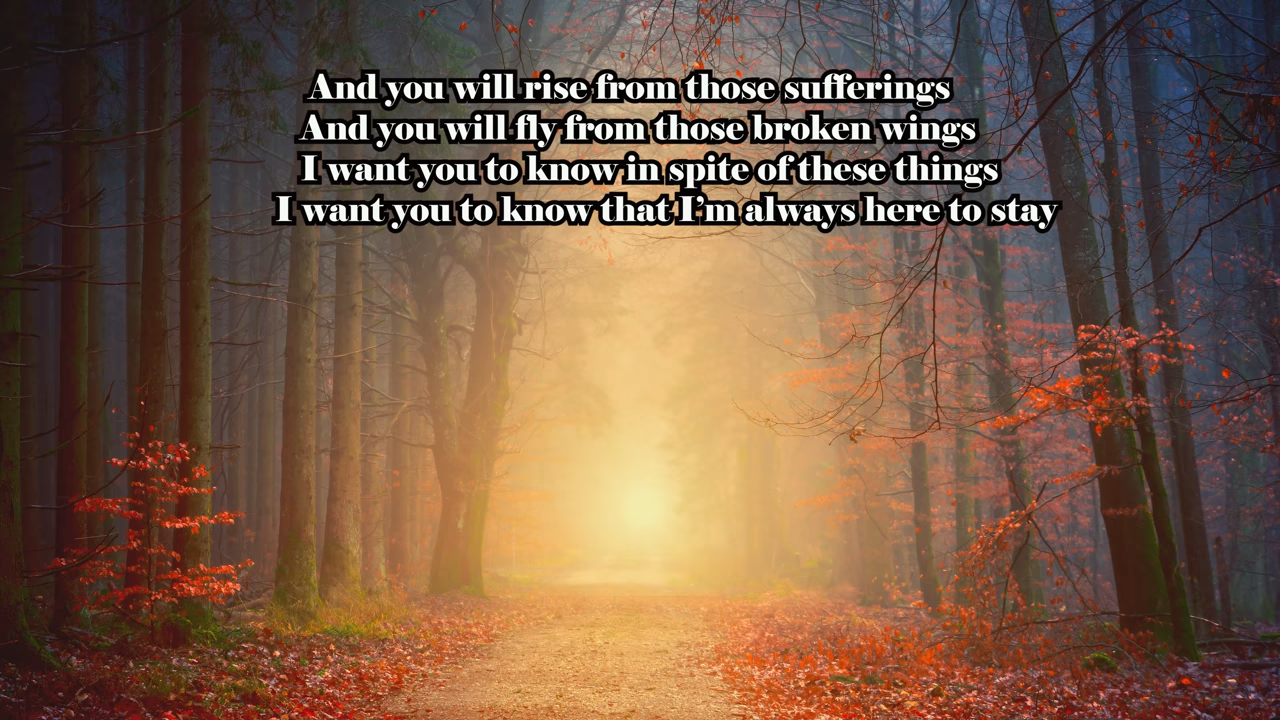 And you will rise from those sufferings
And you will fly from those broken wings
I want you to know in spite of these things
I want you to know that I'm always here to stay